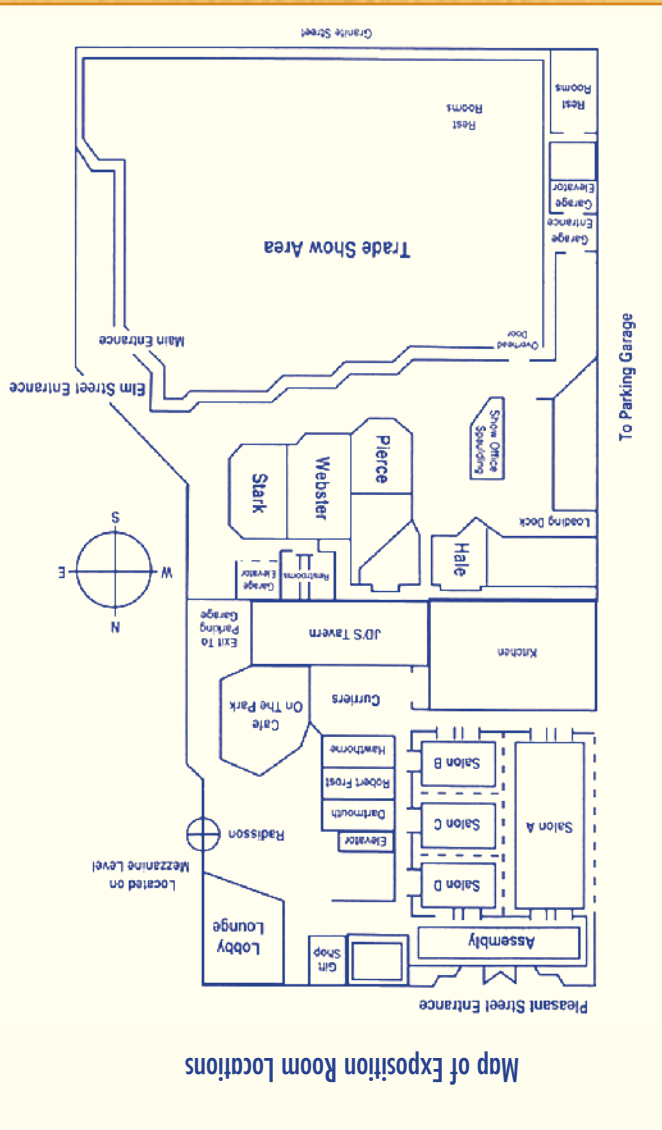 Map of Exposition Room Locations
Pleasant Street Entrance
Assembly
Gift
Shop
Lobby
Lounge
Salon D
Salon C
Salon B
Salon A
Located on
Mezzanine Level
Radisson
Elevator
Dartmouth
Robert Frost
Hawthorne
Curriers
Cafe
On The Park
Kitchen
JD'S Tavern
Exit To
Parking
Garage
N
W
E
S
Garage
Elevator
Restrooms
Hale
Loading Dock
Stark
Webster
Pierce
Show Office
Spaulding
To Parking Garage
Elm Street Entrance
Main Entrance
Overhead
Door
Trade Show Area
Garage
Entrance
Garage
Elevator
Rest
Rooms
Rest
Rooms
Granite Street